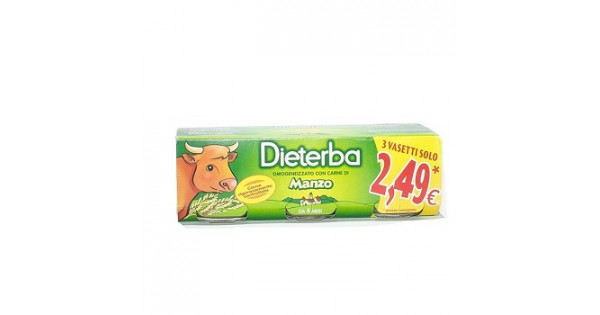 Dieterba
OMOGENEIZZATO CON CARNE DI
Manzo
3 VASETTI SOLO
2,49€*